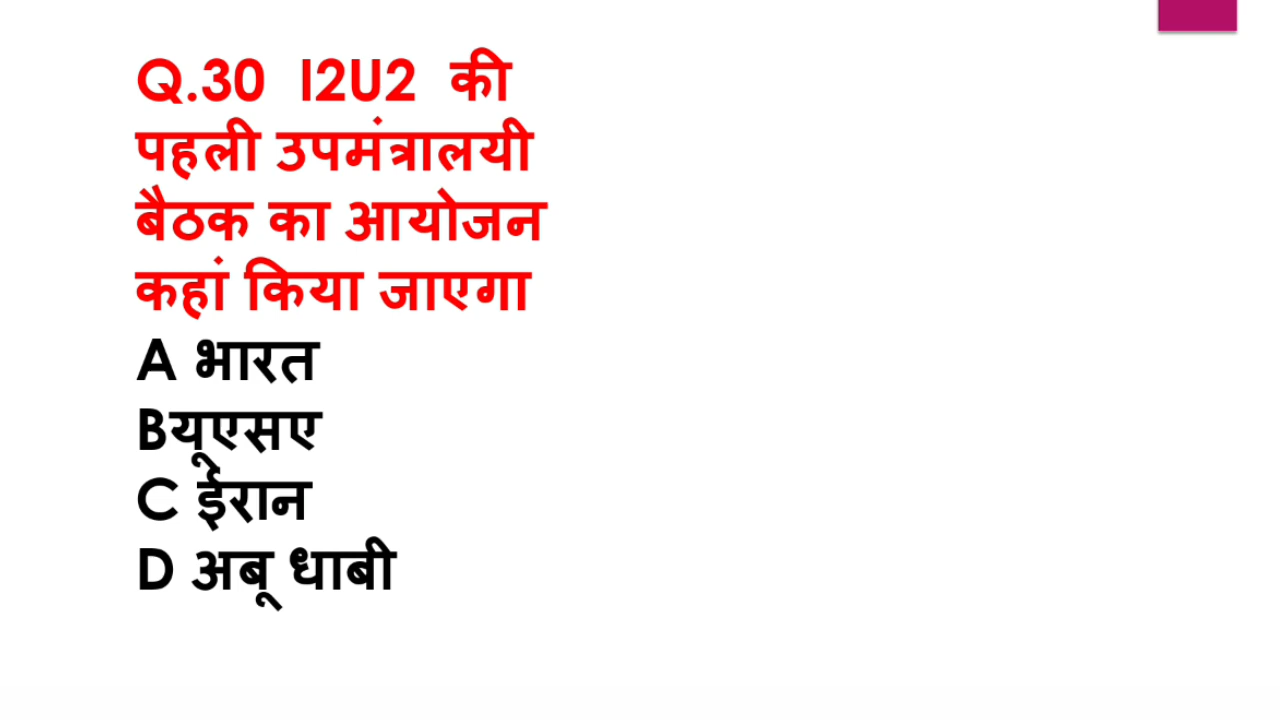 Q.30 I2U2 की
पहली उपमंत्रालयी
बैठक का आयोजन
कहां किया जाएगा
A भारत
Bयूएसए
C ईरान
D अबू धाबी